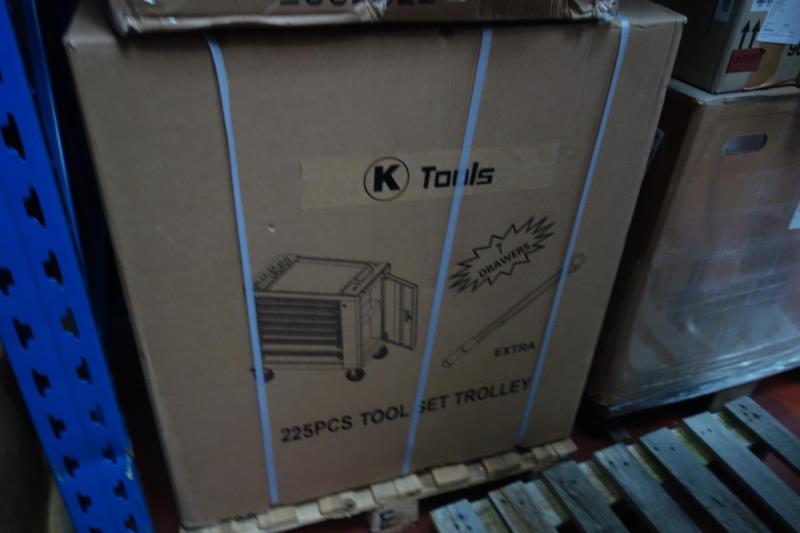 K Tools
7
DRAWERS
EXTRA
225PCS TOOL SET TROLLEY